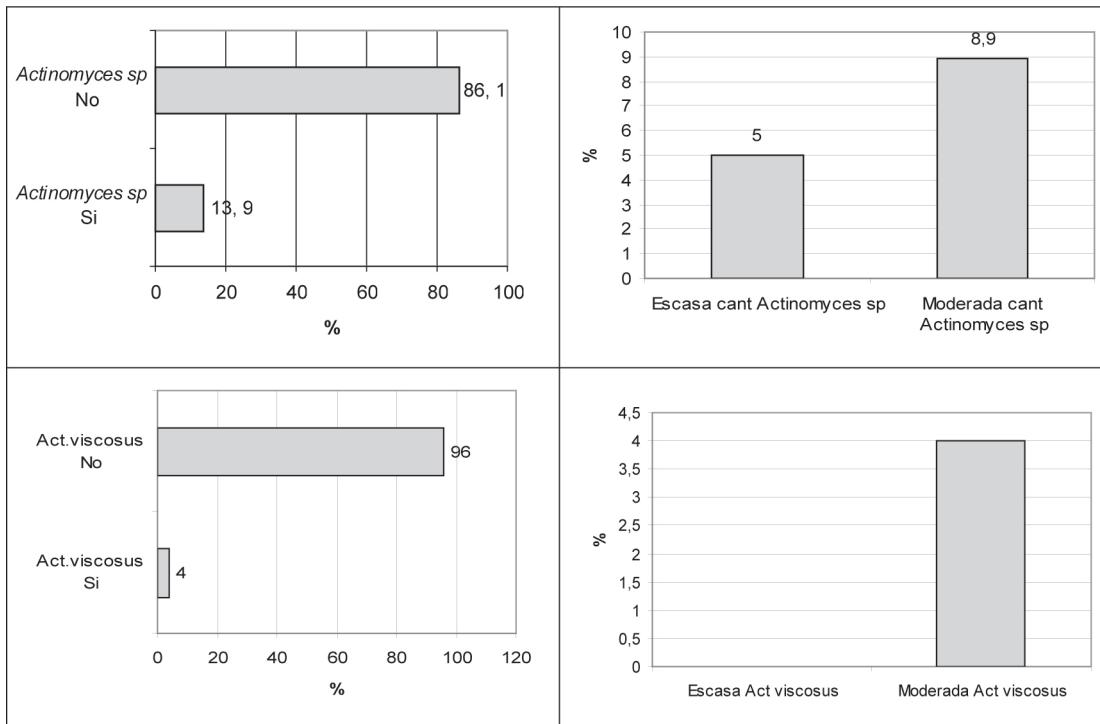 Actinomyces sp
No
86, 1
Actinomyces sp
Si
13, 9
0 20 40 60 80 100
%
10
9
8
7
6
5
4
3
2
1
0
%
5
8,9
Escasa cant Actinomyces sp
Moderada cant
Actinomyces sp
Act.viscosus
No
96
Act.viscosus
Si
4
0 20 40 60 80 100 120
%
4,5
4
3,5
3
2,5
2
1,5
1
0,5
0
%
Escasa Act viscosus
Moderada Act viscosus